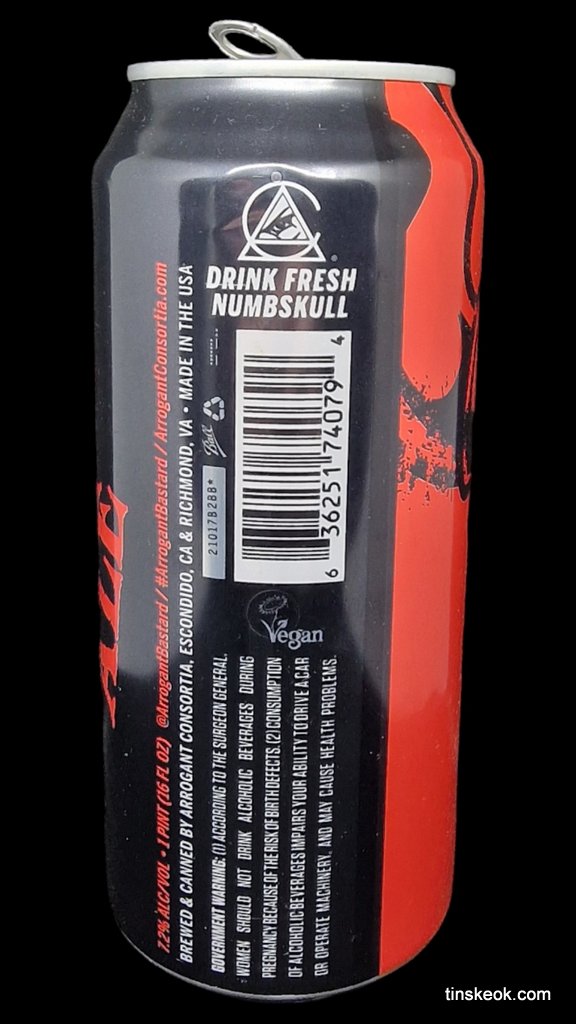 DRINK FRESH
NUMBSKULL
7.2% ALC/VOL • 1 PINT (16 FL OZ) @ArrogantBastard / #ArrogantBastard / ArrogantConsortia.com
BREWED & CANNED BY ARROGANT CONSORTIA, ESCONDIDO, CA & RICHMOND, VA • MADE IN THE USA
Ball
21017B2BB*
6 36251 74079 4
Vegan
GOVERNMENT WARNING: (1) ACCORDING TO THE SURGEON GENERAL,
WOMEN SHOULD NOT DRINK ALCOHOLIC BEVERAGES DURING
PREGNANCY BECAUSE OF THE RISK OF BIRTH DEFECTS. (2) CONSUMPTION
OF ALCOHOLIC BEVERAGES IMPAIRS YOUR ABILITY TO DRIVE A CAR
OR OPERATE MACHINERY, AND MAY CAUSE HEALTH PROBLEMS.
ALE
tinskeok.com